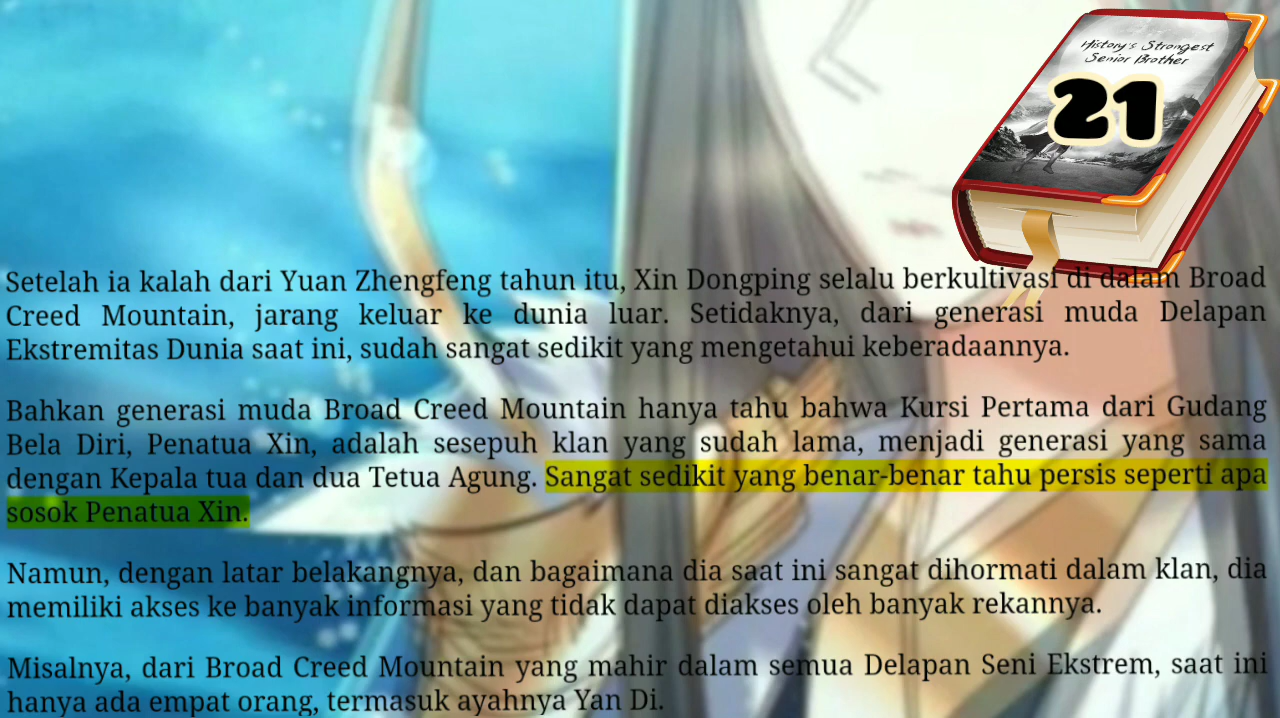 History's Strongest
Senior Brother
21
Setelah ia kalah dari Yuan Zhengfeng tahun itu, Xin Dongping selalu berkultivasi di dalam Broad
Creed Mountain, jarang keluar ke dunia luar. Setidaknya, dari generasi muda Delapan
Ekstremitas Dunia saat ini, sudah sangat sedikit yang mengetahui keberadaannya.
Bahkan generasi muda Broad Creed Mountain hanya tahu bahwa Kursi Pertama dari Gudang
Bela Diri, Penatua Xin, adalah sesepuh klan yang sudah lama, menjadi generasi yang sama
dengan Kepala tua dan dua Tetua Agung. Sangat sedikit yang benar-benar tahu persis seperti apa
sosok Penatua Xin.
Namun, dengan latar belakangnya, dan bagaimana dia saat ini sangat dihormati dalam klan, dia
memiliki akses ke banyak informasi yang tidak dapat diakses oleh banyak rekannya.
Misalnya, dari Broad Creed Mountain yang mahir dalam semua Delapan Seni Ekstrem, saat ini
hanya ada empat orang, termasuk ayahnya Yan Di.